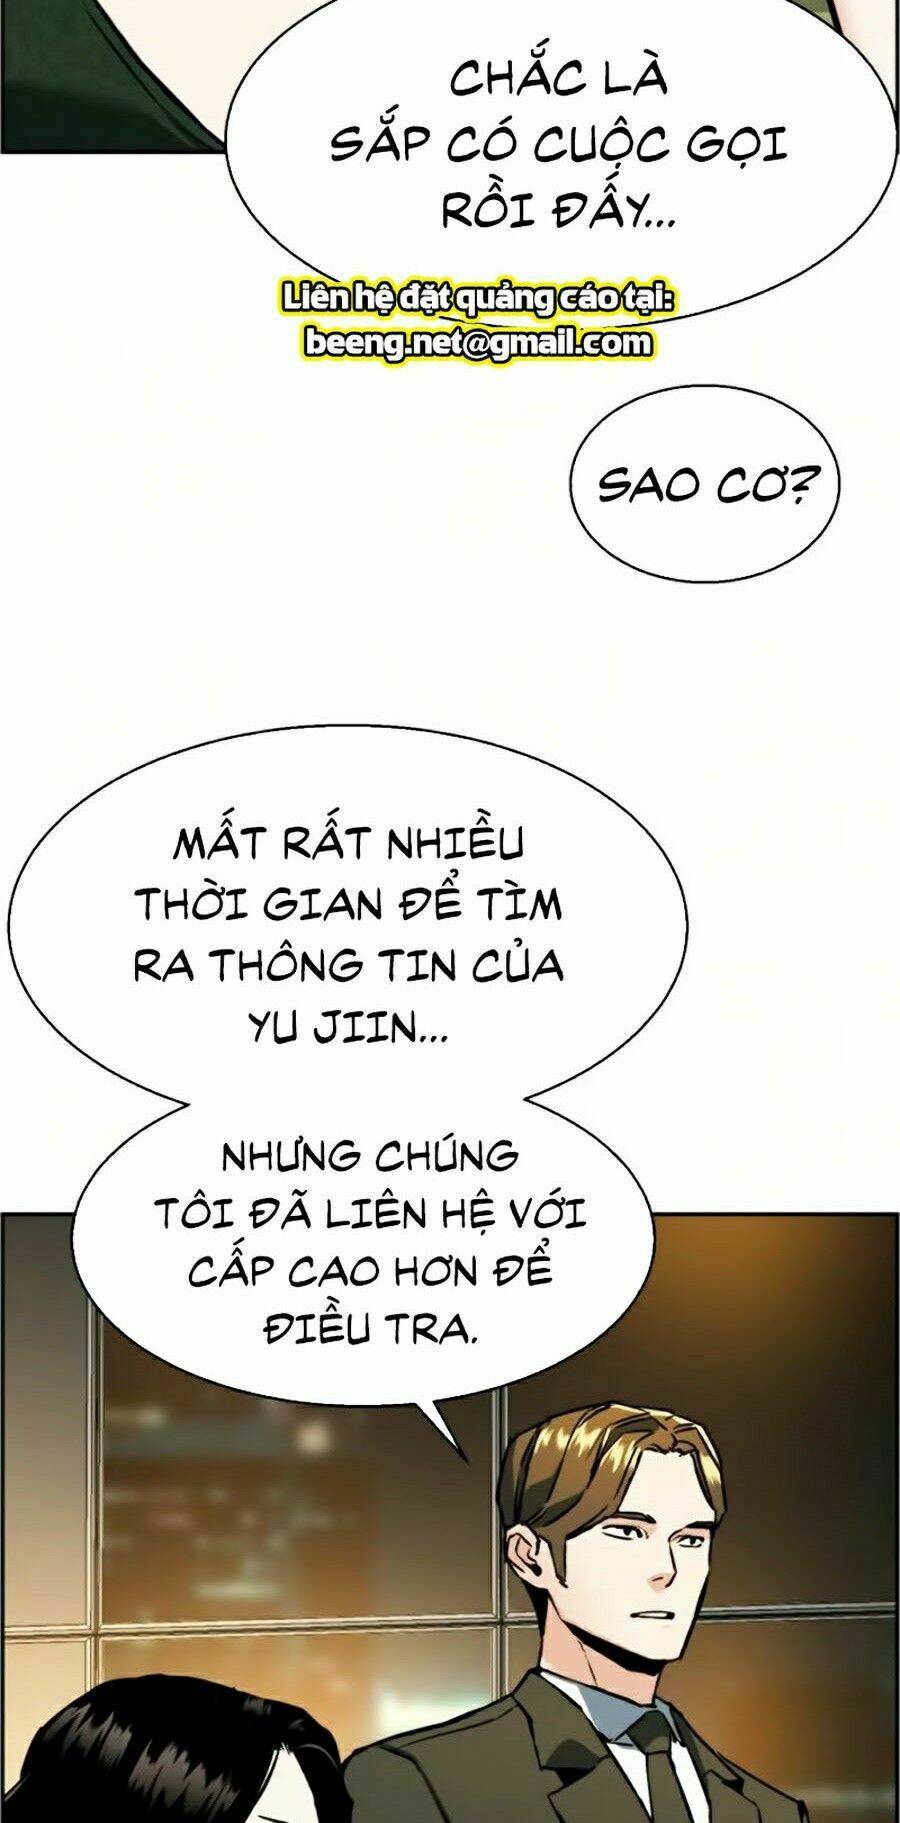 CHẮC LÀ
SẮP CÓ CUỘC GỌI
RỒI ĐẤY...
Liên hệ đặt quảng cáo tại:
beeng.net@gmail.com
SAO CƠ?
MẤT RẤT NHIỀU
THỜI GIAN ĐỂ TÌM
RA THÔNG TIN CỦA
YU JIIN...
NHƯNG CHÚNG
TÔI ĐÃ LIÊN HỆ VỚI
CẤP CAO HƠN ĐỂ
ĐIỀU TRA.